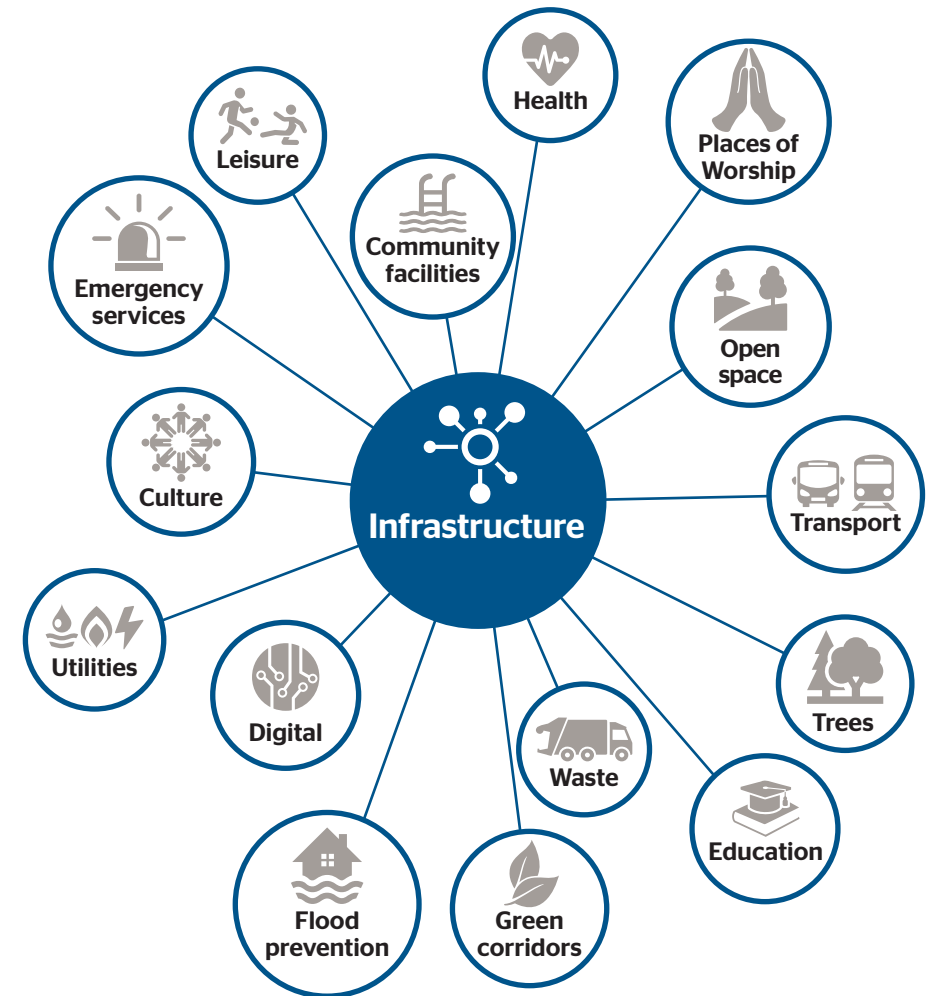 Health
Places of
Worship
Leisure
Community
facilities
Emergency
services
Open
space
Culture
Transport
Infrastructure
Utilities
Digital
Trees
Waste
Education
Flood
prevention
Green
corridors